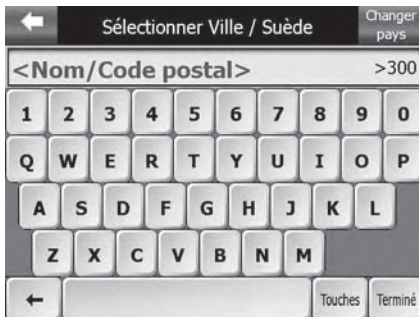 Sélectionner Ville / Suède
Changer pays
<Nom/Code postal> >300
1 2 3 4 5 6 7 8 9 0
Q W E R T Y U I O P
A S D F G H J K L
Z X C V B N M
Touches Terminé